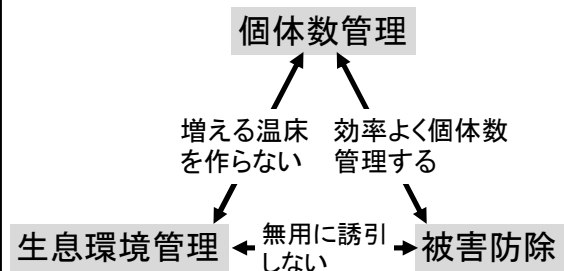 個体数管理
増える温床
を作らない
効率よく個体数
管理する
生息環境管理
無用に誘引
しない
被害防除